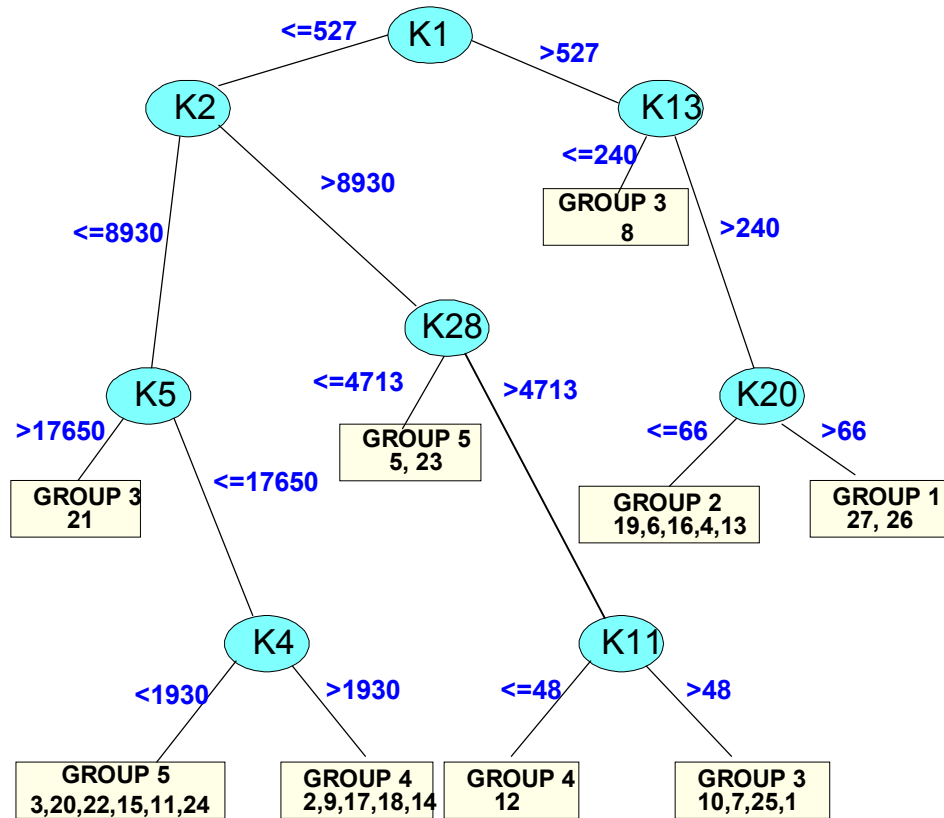 <=527
K1
>527
K2
K13
<=240
>8930
GROUP 3
8
<=8930
>240
K28
<=4713
>4713
K5
K20
>17650
<=66
>66
GROUP 5
5, 23
<=17650
GROUP 3
21
GROUP 2
19,6,16,4,13
GROUP 1
27, 26
K4
K11
<1930
>1930
<=48
>48
GROUP 5
3,20,22,15,11,24
GROUP 4
2,9,17,18,14
GROUP 4
12
GROUP 3
10,7,25,1